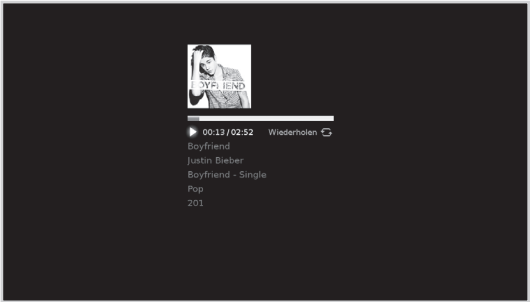 BOYFRIEND
00:13 / 02:52 Wiederholen
Boyfriend
Justin Bieber
Boyfriend - Single
Pop
201